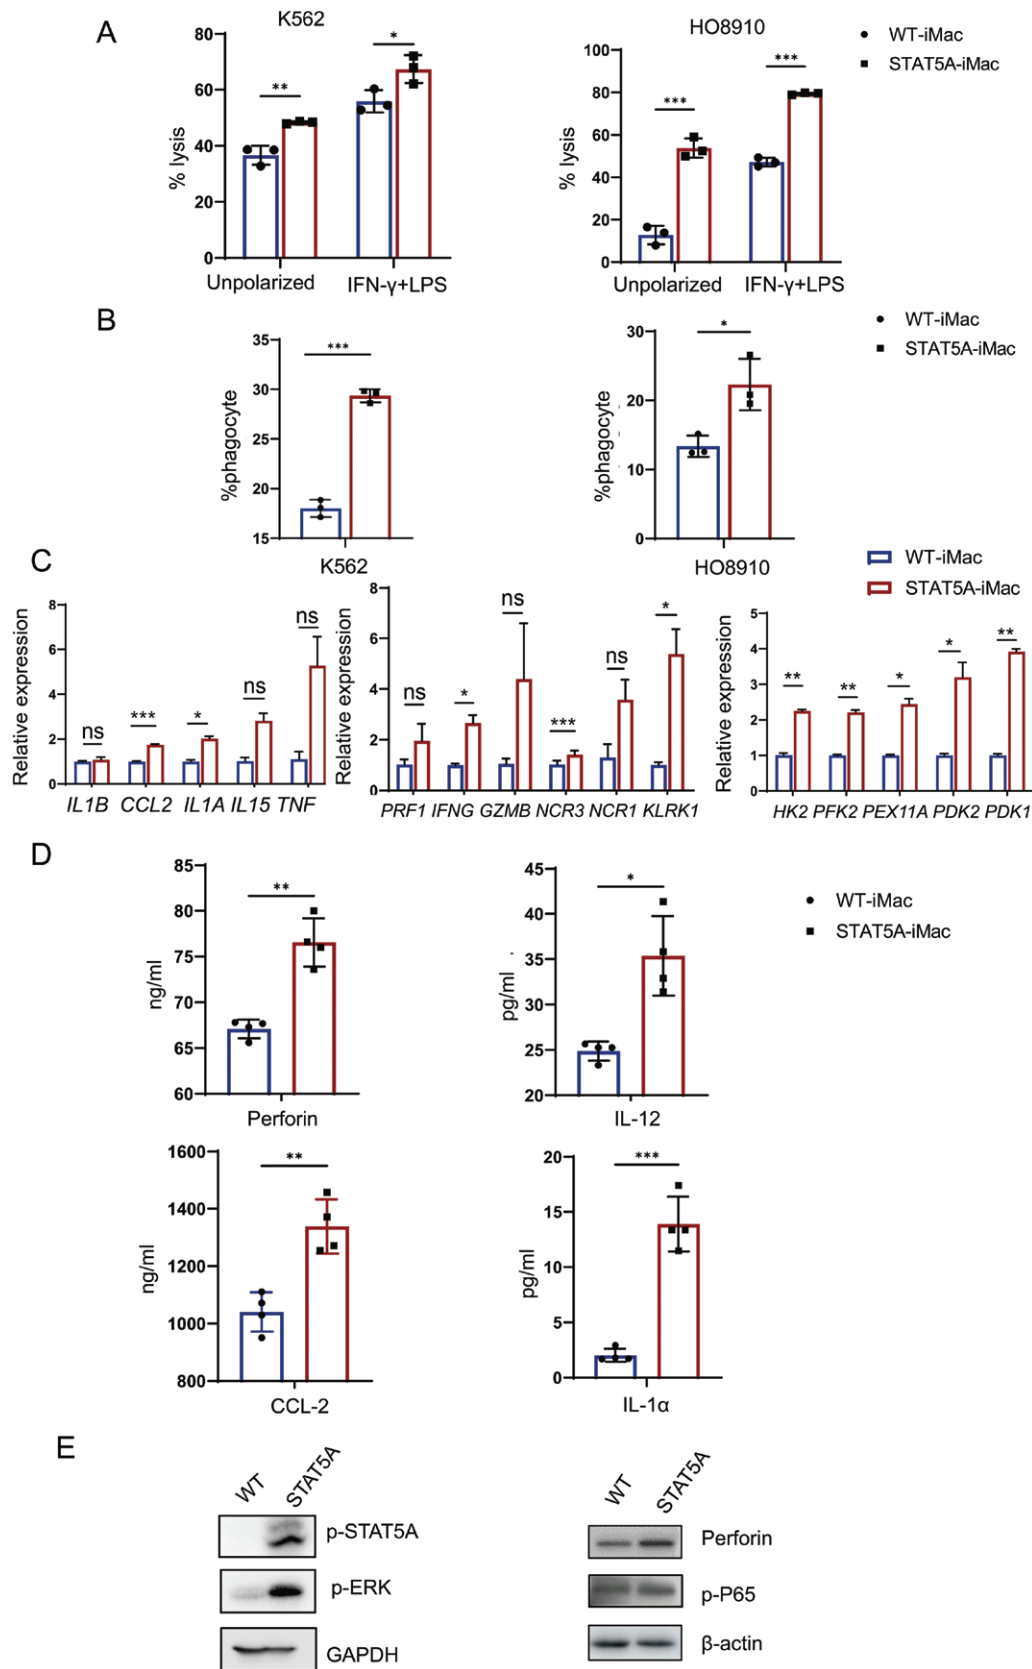 A
K562
HO8910
WT-iMac
STAT5A-iMac
% lysis
80
60
40
20
0
**
*
Unpolarized
IFN-γ+LPS
% lysis
100
80
60
40
20
0
***
***
Unpolarized
IFN-γ+LPS
B
WT-iMac
STAT5A-iMac
%phagocyte
35
30
25
20
15
***
K562
%phagocyte
30
20
10
0
*
HO8910
C
WT-iMac
STAT5A-iMac
Relative expression
8
6
4
2
0
ns
***
*
ns
ns
IL1B CCL2 IL1A IL15 TNF
Relative expression
8
6
4
2
0
ns
*
ns
***
ns
*
PRF1 IFNG GZMB NCR3 NCR1 KLRK1
Relative expression
5
4
3
2
1
0
**
**
*
*
**
HK2 PFK2 PEX11A PDK2 PDK1
D
WT-iMac
STAT5A-iMac
ng/ml
85
80
75
70
65
60
**
Perforin
pg/ml
45
40
35
30
25
20
*
IL-12
ng/ml
1600
1400
1200
1000
800
**
CCL-2
pg/ml
20
15
10
5
0
***
IL-1α
E
WT
STAT5A
p-STAT5A
p-ERK
GAPDH
WT
STAT5A
Perforin
p-P65
β-actin